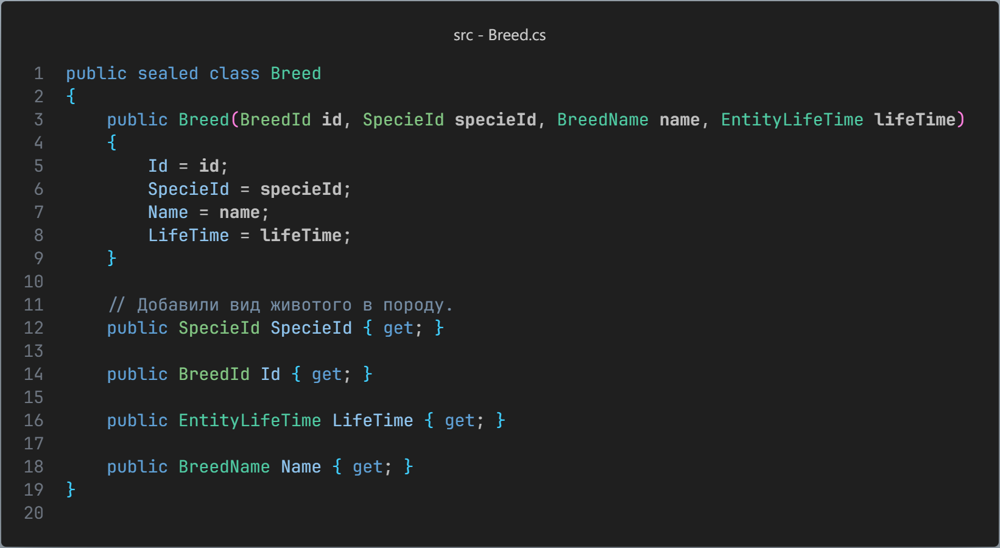 src - Breed.cs
1 public sealed class Breed
2 {
3     public Breed(BreedId id, SpecieId specieId, BreedName name, EntityLifeTime lifeTime)
4     {
5         Id = id;
6         SpecieId = specieId;
7         Name = name;
8         LifeTime = lifeTime;
9     }
10
11     // Добавили вид животого в породу.
12     public SpecieId SpecieId { get; }
13
14     public BreedId Id { get; }
15
16     public EntityLifeTime LifeTime { get; }
17
18     public BreedName Name { get; }
19 }
20